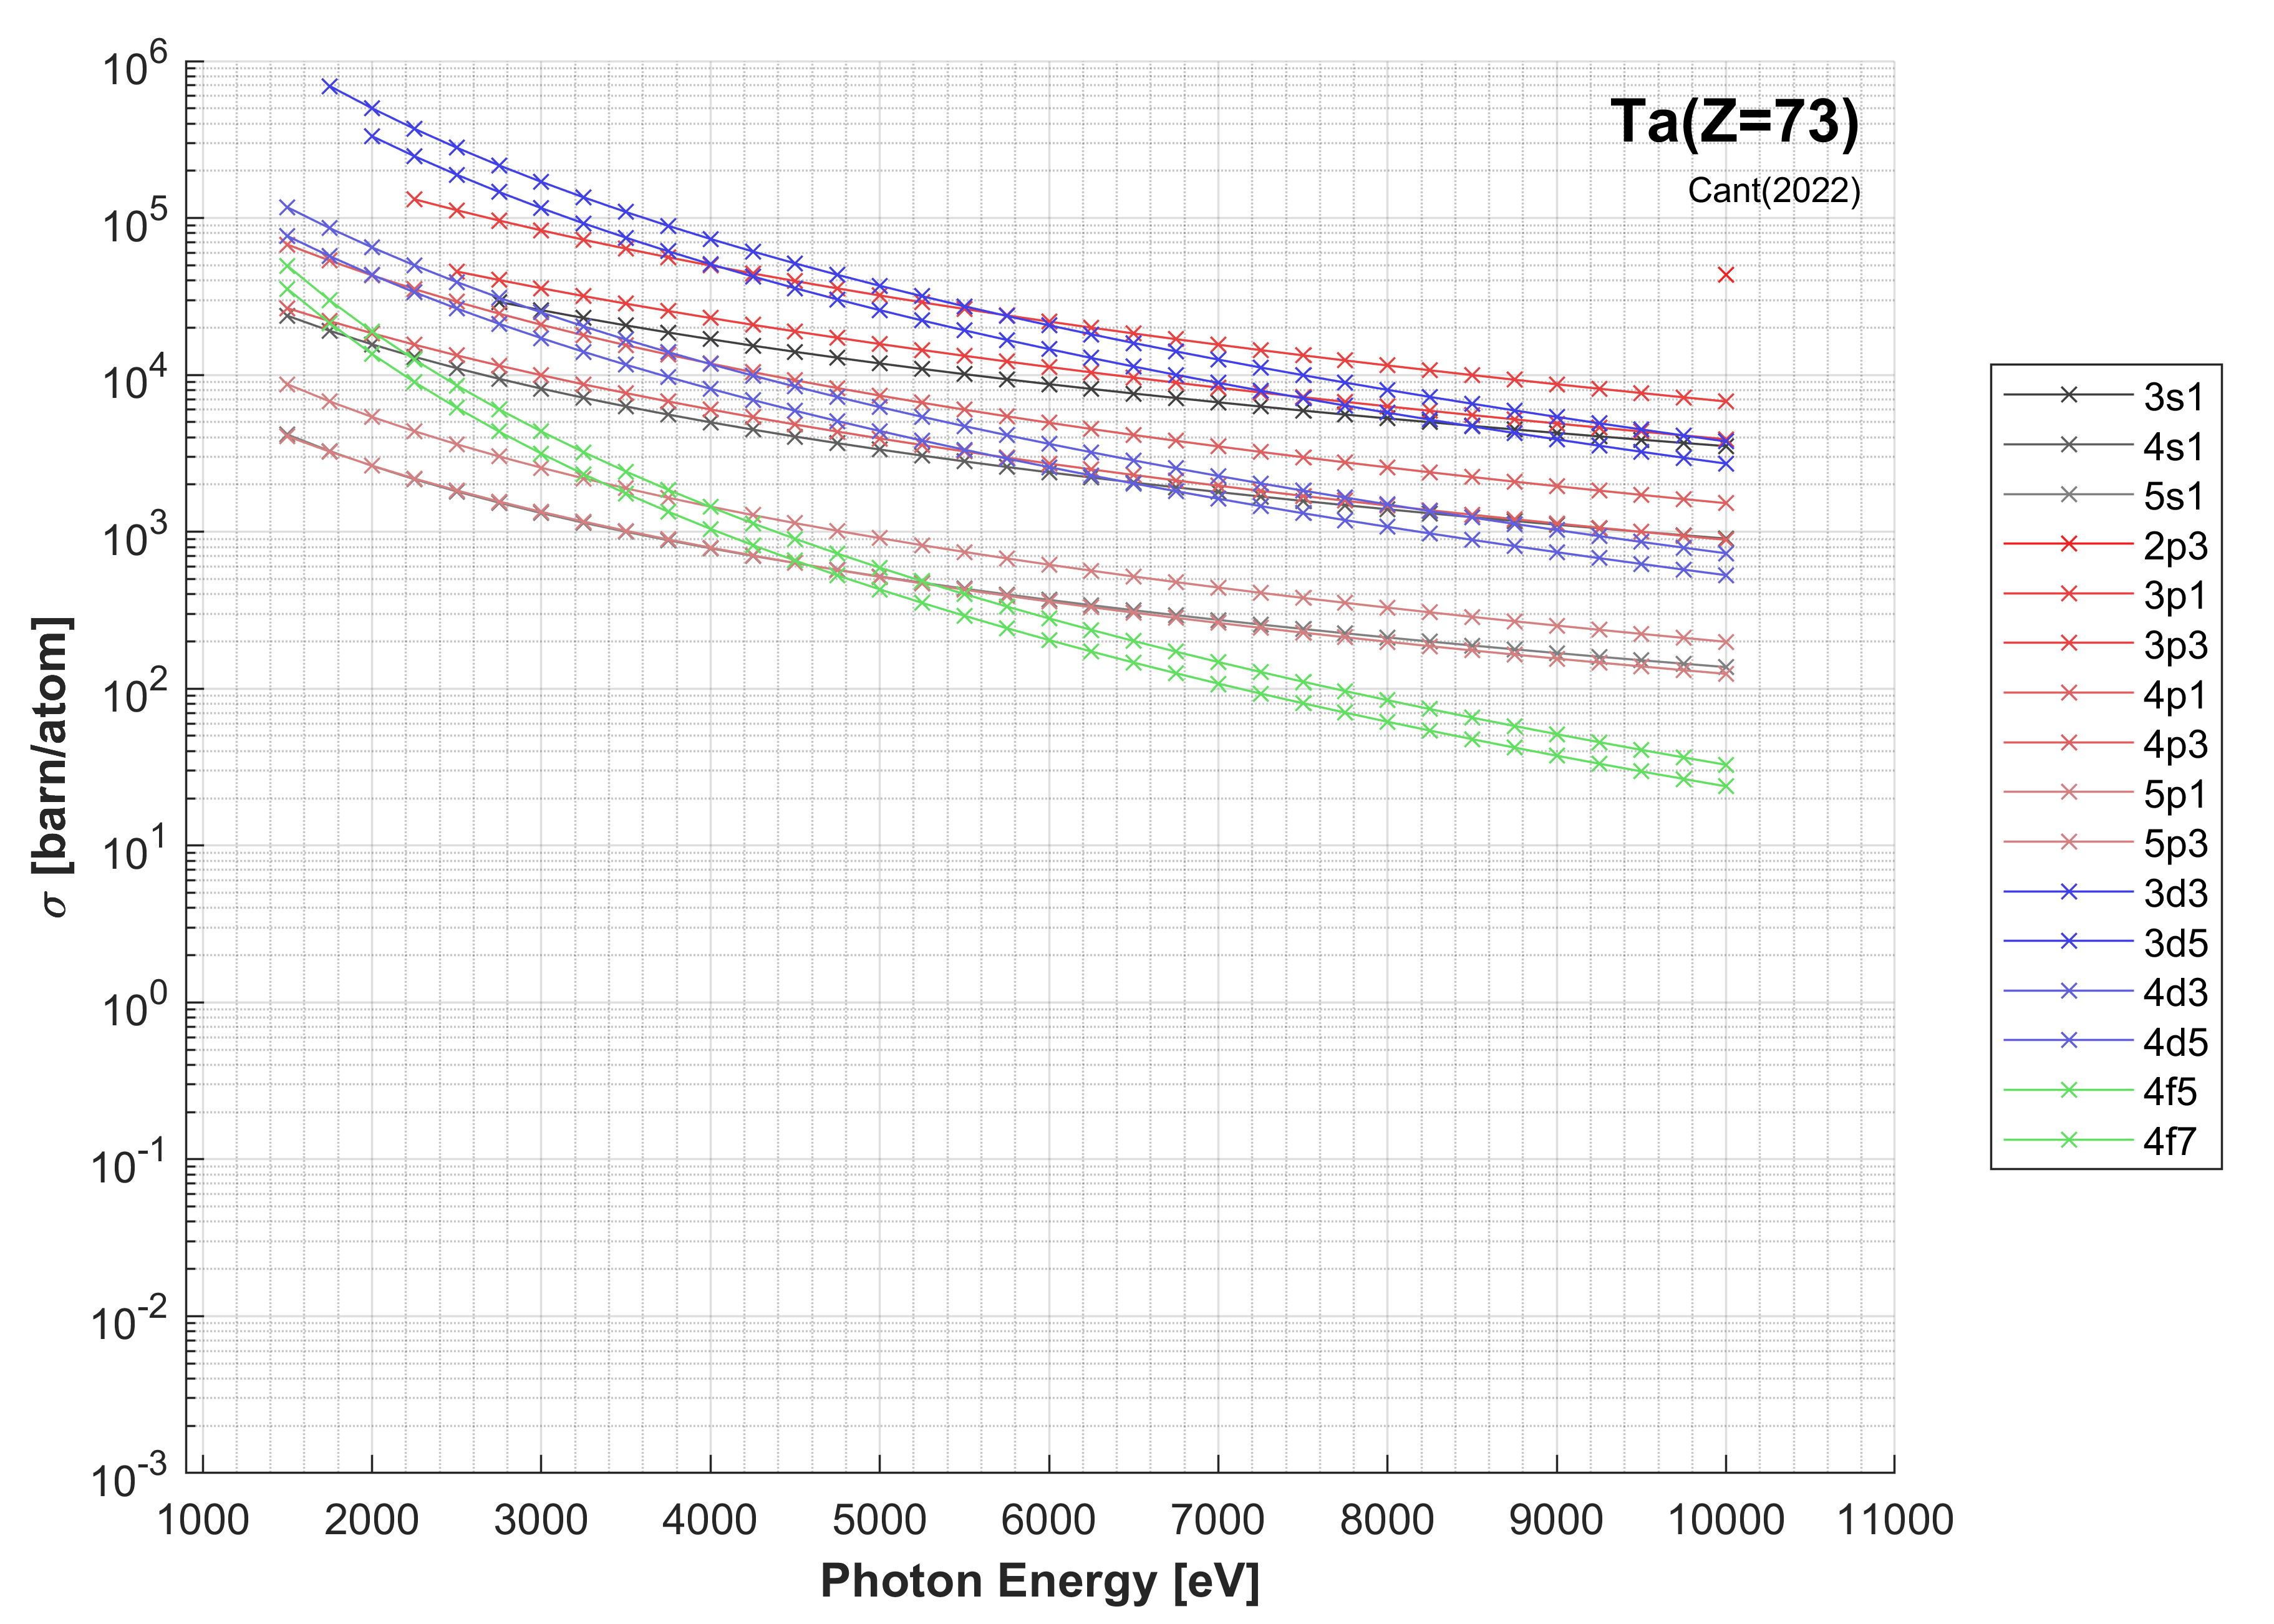 Ta(Z=73)
Cant(2022)
10^6
10^5
10^4
10^3
10^2
10^1
10^0
10^-1
10^-2
10^-3
σ [barn/atom]
1000 2000 3000 4000 5000 6000 7000 8000 9000 10000 11000
Photon Energy [eV]
3s1
4s1
5s1
2p3
3p1
3p3
4p1
4p3
5p1
5p3
3d3
3d5
4d3
4d5
4f5
4f7